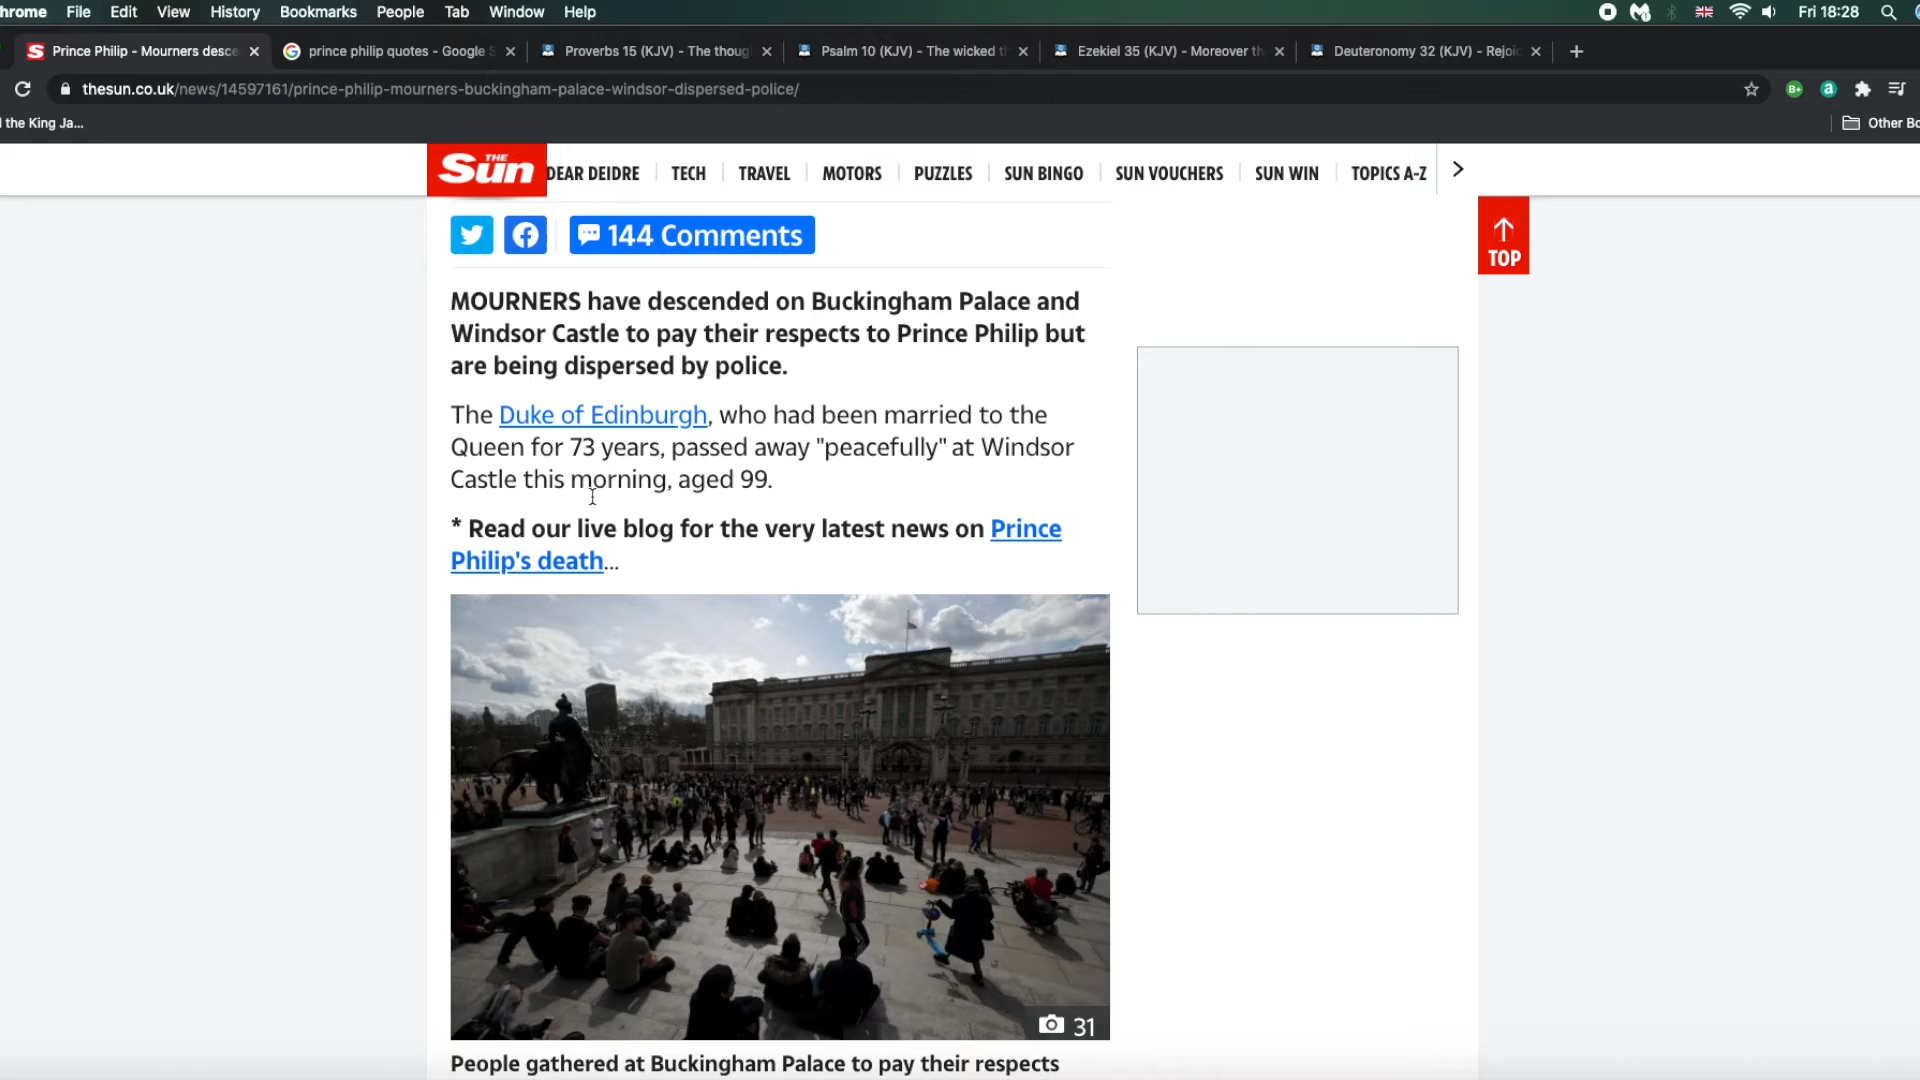 hrome File Edit View History Bookmarks People Tab Window Help Fri 18:28
Prince Philip - Mourners desce prince philip quotes - Google S Proverbs 15 (KJV) - The thoug Psalm 10 (KJV) - The wicked t Ezekiel 35 (KJV) - Moreover th Deuteronomy 32 (KJV) - Rejoic
thesun.co.uk/news/14597161/prince-philip-mourners-buckingham-palace-windsor-dispersed-police/ B+ a
the King Ja... Other Bo
THE Sun DEAR DEIDRE TECH TRAVEL MOTORS PUZZLES SUN BINGO SUN VOUCHERS SUN WIN TOPICS A-Z
144 Comments
TOP
MOURNERS have descended on Buckingham Palace and
Windsor Castle to pay their respects to Prince Philip but
are being dispersed by police.
The Duke of Edinburgh, who had been married to the
Queen for 73 years, passed away "peacefully" at Windsor
Castle this morning, aged 99.
* Read our live blog for the very latest news on Prince
Philip's death...
31
People gathered at Buckingham Palace to pay their respects